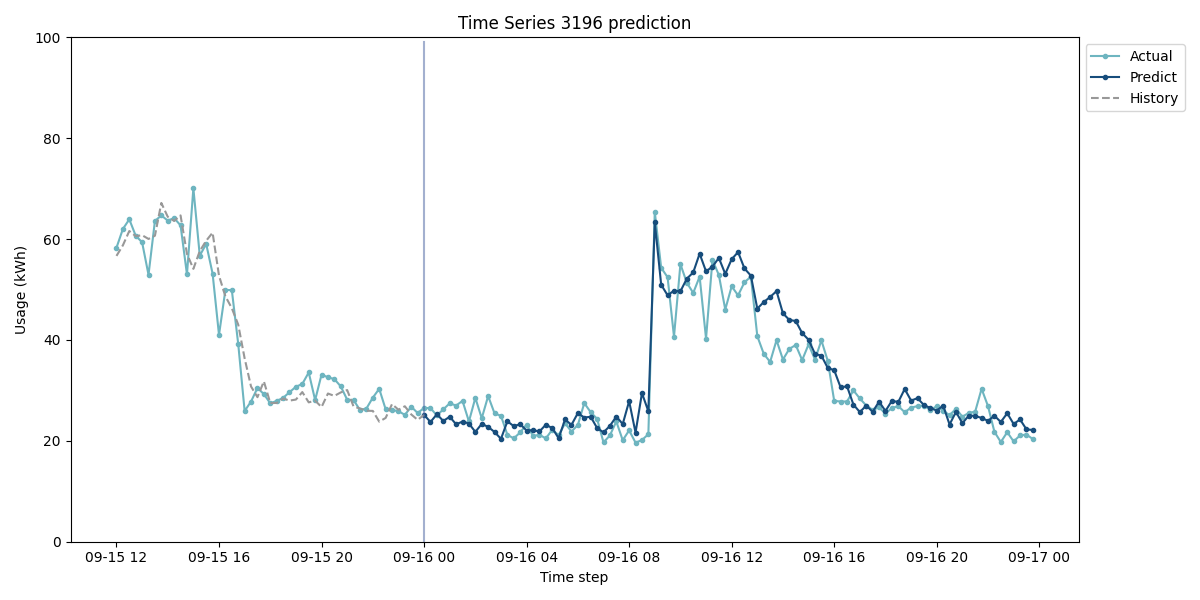 Time Series 3196 prediction
100
80
60
40
20
0
Usage (kWh)
09-15 12
09-15 16
09-15 20
09-16 00
09-16 04
09-16 08
09-16 12
09-16 16
09-16 20
09-17 00
Time step
Actual
Predict
History